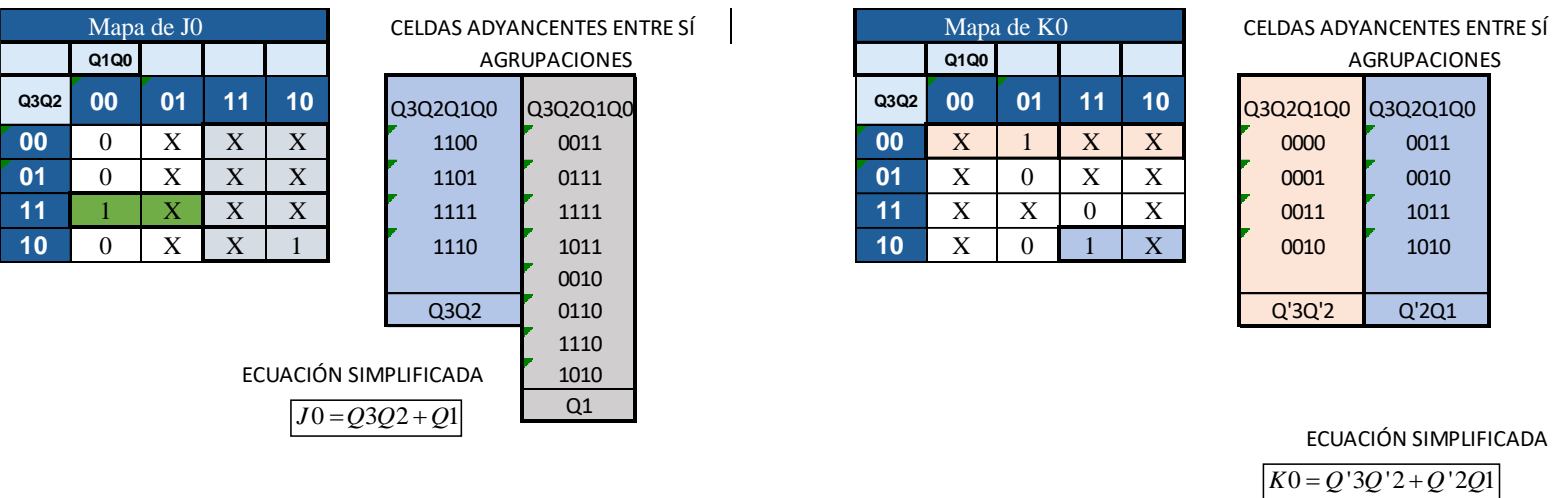 Mapa de J0
Q1Q0
Q3Q2 00 01 11 10
00 0 X X X
01 0 X X X
11 1 X X X
10 0 X X 1
CELDAS ADYANCENTES ENTRE SÍ
AGRUPACIONES
Q3Q2Q1Q0 Q3Q2Q1Q0
1100 0011
1101 0111
1111 1111
1110 1011
0010
Q3Q2 0110
1110
1010
Q1
ECUACIÓN SIMPLIFICADA
J0 = Q3Q2 + Q1
Mapa de K0
Q1Q0
Q3Q2 00 01 11 10
00 X 1 X X
01 X 0 X X
11 X X 0 X
10 X 0 1 X
CELDAS ADYANCENTES ENTRE SÍ
AGRUPACIONES
Q3Q2Q1Q0 Q3Q2Q1Q0
0000 0011
0001 0010
0011 1011
0010 1010
Q'3Q'2 Q'2Q1
ECUACIÓN SIMPLIFICADA
K0 = Q'3Q'2 + Q'2Q1